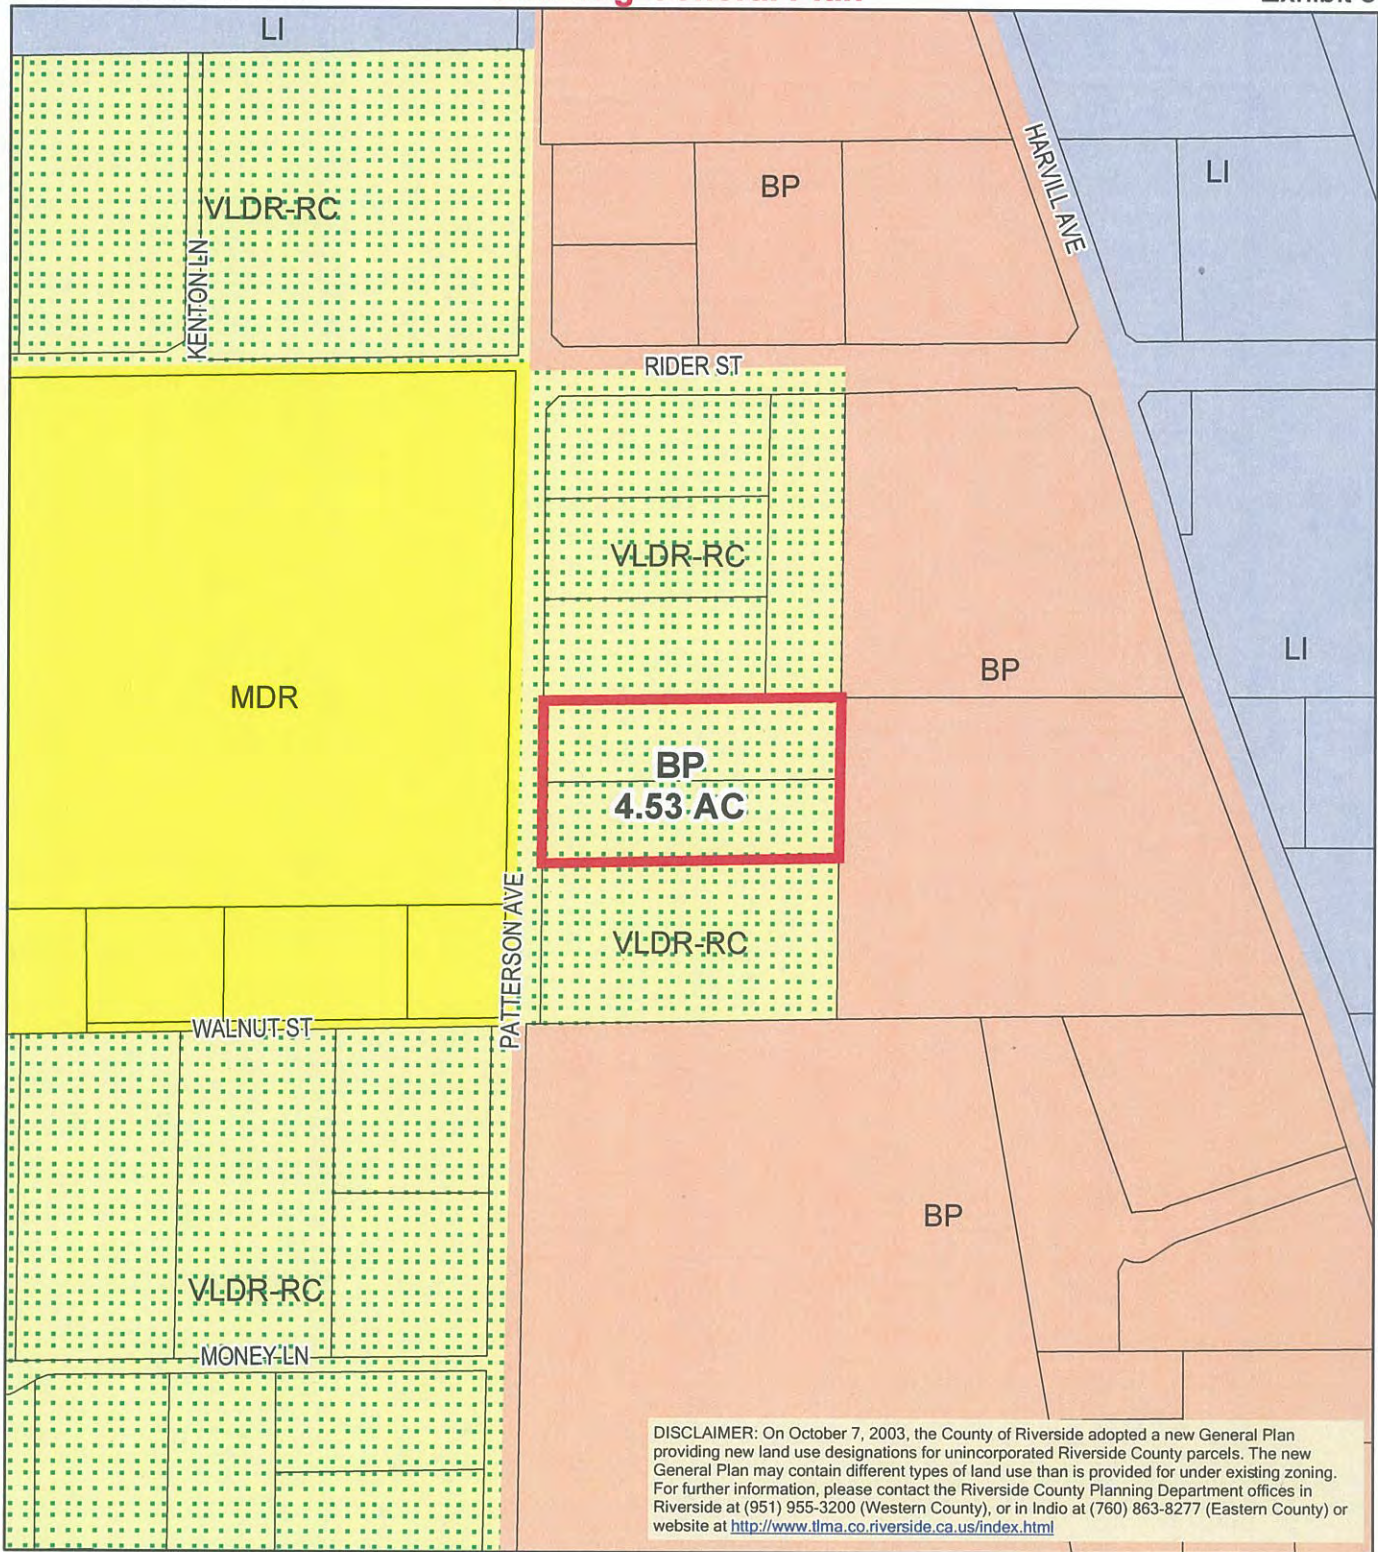 LI
HARVILL AVE
LI
BP
VLDR-RC
KENTON LN
RIDER ST
VLDR-RC
LI
BP
MDR
BP
4.53 AC
PATTERSON AVE
VLDR-RC
WALNUT ST
BP
VLDR-RC
MONEY LN
DISCLAIMER: On October 7, 2003, the County of Riverside adopted a new General Plan
providing new land use designations for unincorporated Riverside County parcels. The new
General Plan may contain different types of land use than is provided for under existing zoning.
For further information, please contact the Riverside County Planning Department offices in
Riverside at (951) 955-3200 (Western County), or in Indio at (760) 863-8277 (Eastern County) or
website at http://www.tlma.co.riverside.ca.us/index.html